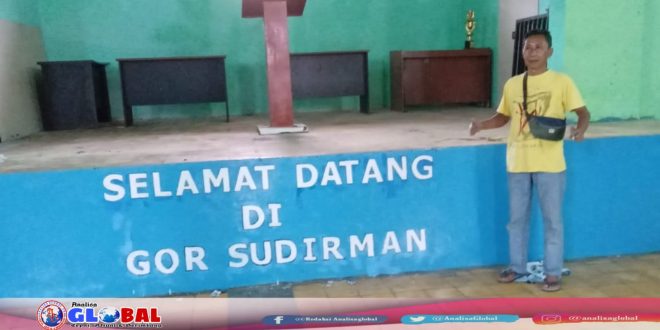 SELAMAT DATANG
DI
GOR SUDIRMAN
Analisa
GLOBAL
@Redaksi Analisaglobal
@AnalisaGlobal
@analisaglobal